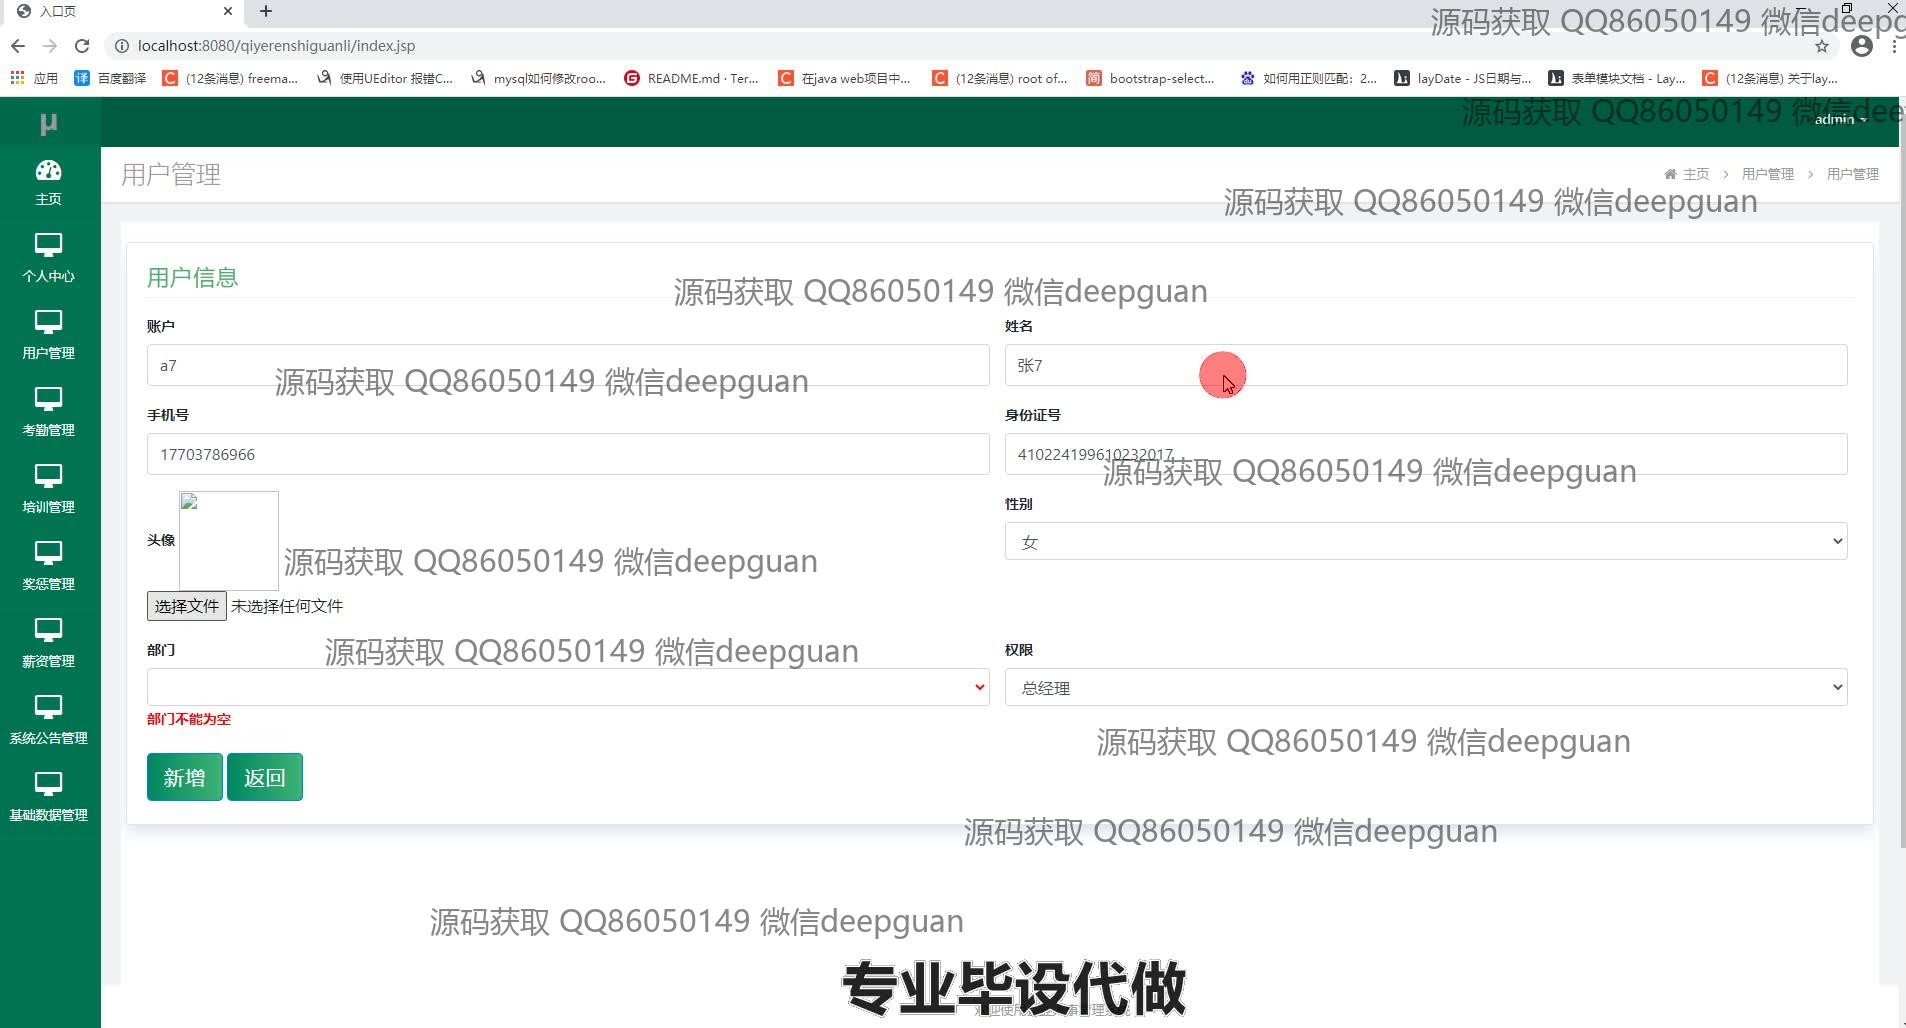 入口页
源码获取 QQ86050149 微信deepg
localhost:8080/qiyerenshiguanli/index.jsp
应用 百度翻译 (12条消息) freema... 使用UEditor 报错C... mysql如何修改roo... README.md · Ter... 在java web项目中... (12条消息) root of... bootstrap-select... 如何用正则匹配：2... layDate - JS日期与... 表单模块文档 - Lay... (12条消息) 关于lay...
μ
源码获取 QQ86050149 微信dee
admin
主页
用户管理
主页 > 用户管理 > 用户管理
源码获取 QQ86050149 微信deepguan
个人中心
用户信息
源码获取 QQ86050149 微信deepguan
账户 姓名
用户管理
a7 张7
源码获取 QQ86050149 微信deepguan
手机号 身份证号
考勤管理
17703786966 410224199610232017
源码获取 QQ86050149 微信deepguan
培训管理
性别
头像 女
源码获取 QQ86050149 微信deepguan
奖惩管理
选择文件 未选择任何文件
部门 权限
源码获取 QQ86050149 微信deepguan
薪资管理
总经理
部门不能为空
系统公告管理
源码获取 QQ86050149 微信deepguan
新增 返回
基础数据管理
源码获取 QQ86050149 微信deepguan
源码获取 QQ86050149 微信deepguan
专业毕设代做